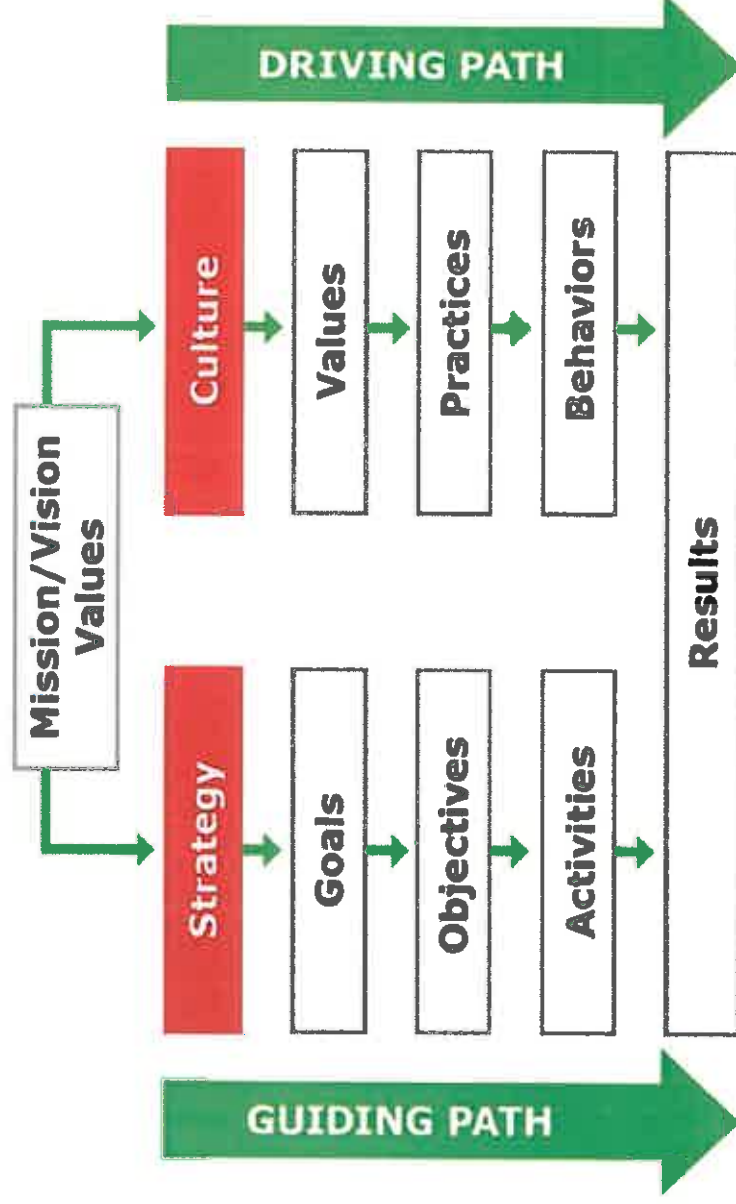 Mission/Vision
Values
GUIDING PATH
Strategy
Culture
DRIVING PATH
Goals
Values
Objectives
Practices
Activities
Behaviors
Results